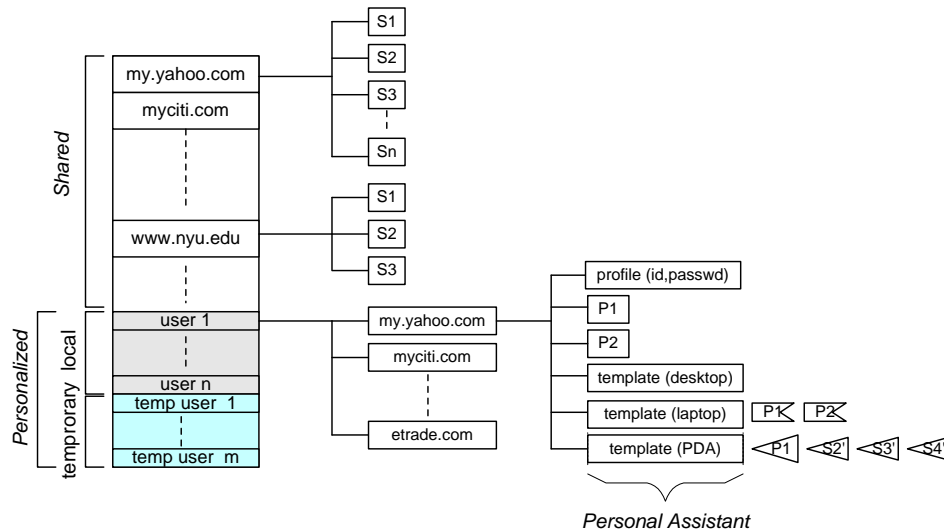 Shared
Personalized
local
temprorary
my.yahoo.com
myciti.com
www.nyu.edu
user 1
user n
temp user 1
temp user m
S1
S2
S3
Sn
S1
S2
S3
my.yahoo.com
myciti.com
etrade.com
profile (id,passwd)
P1
P2
template (desktop)
template (laptop)
P1
P2
template (PDA)
P1
S2'
S3'
S4'
Personal Assistant